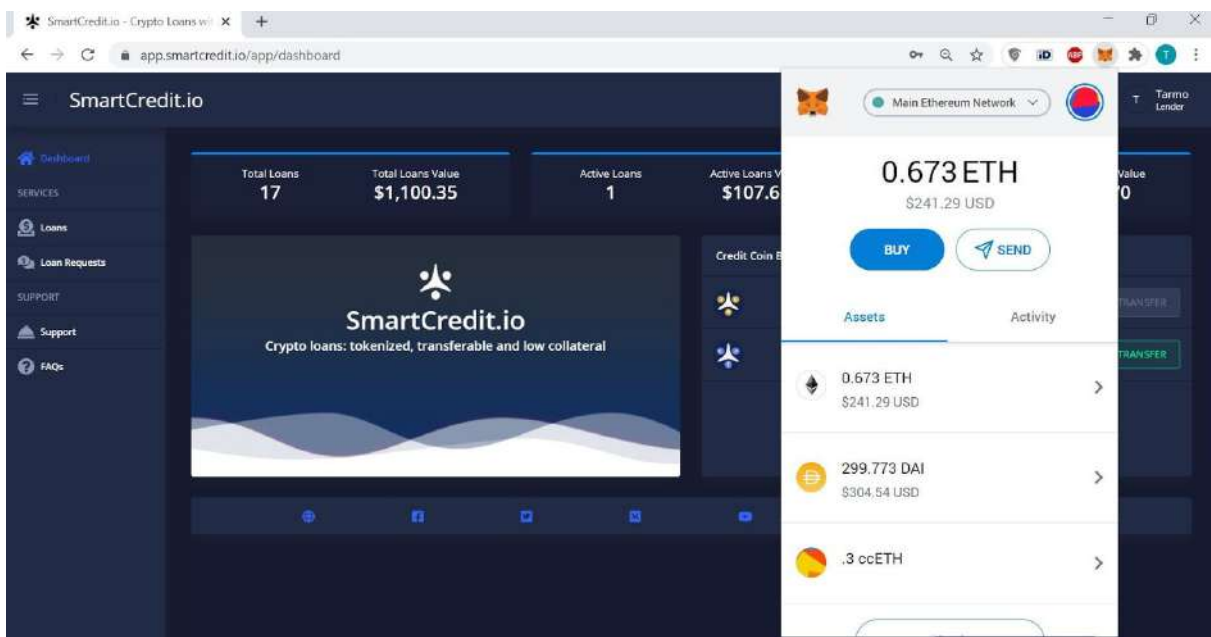 SmartCredit.io - Crypto Loans wi
app.smartcredit.io/app/dashboard
SmartCredit.io
Main Ethereum Network
T
Tarmo
Lender
Dashboard
SERVICES
Loans
Loan Requests
SUPPORT
Support
FAQs
Total Loans
17
Total Loans Value
$1,100.35
Active Loans
1
Active Loans V
$107.6
Value
0
SmartCredit.io
Crypto loans: tokenized, transferable and low collateral
Credit Coin B
TRANSFER
TRANSFER
0.673 ETH
$241.29 USD
BUY
SEND
Assets
Activity
0.673 ETH
$241.29 USD
299.773 DAI
$304.54 USD
.3 ccETH